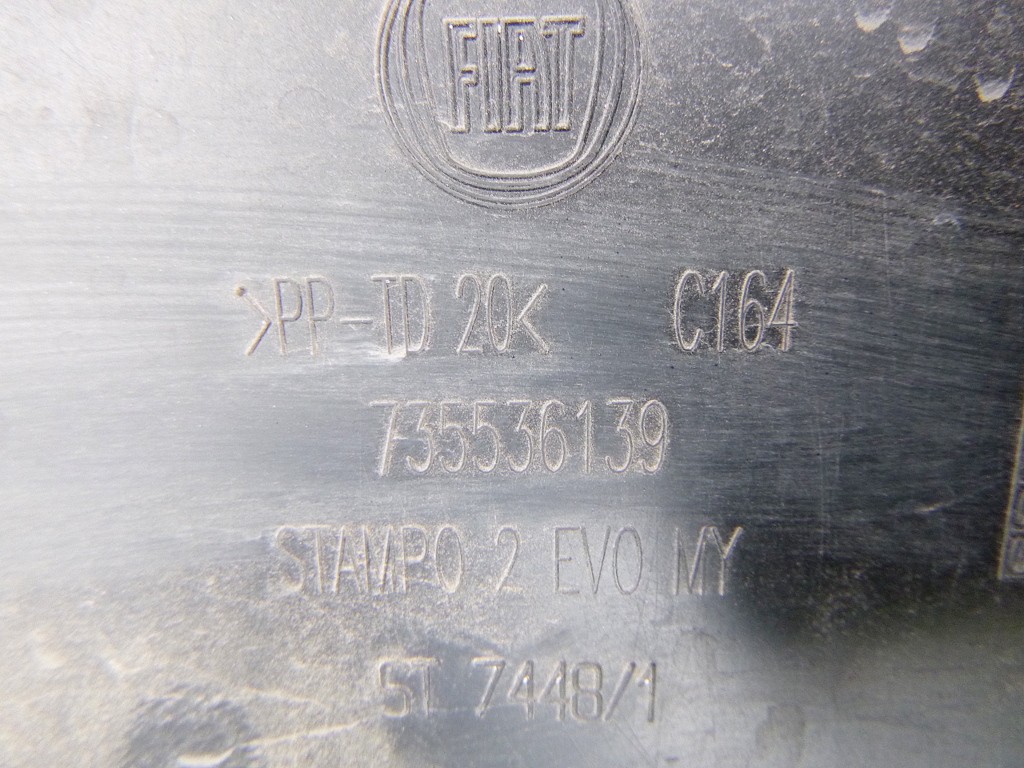 FIAT
>PP-TD 20< C164
735536139
STAMPO 2 EVO MY
ST 7448/1